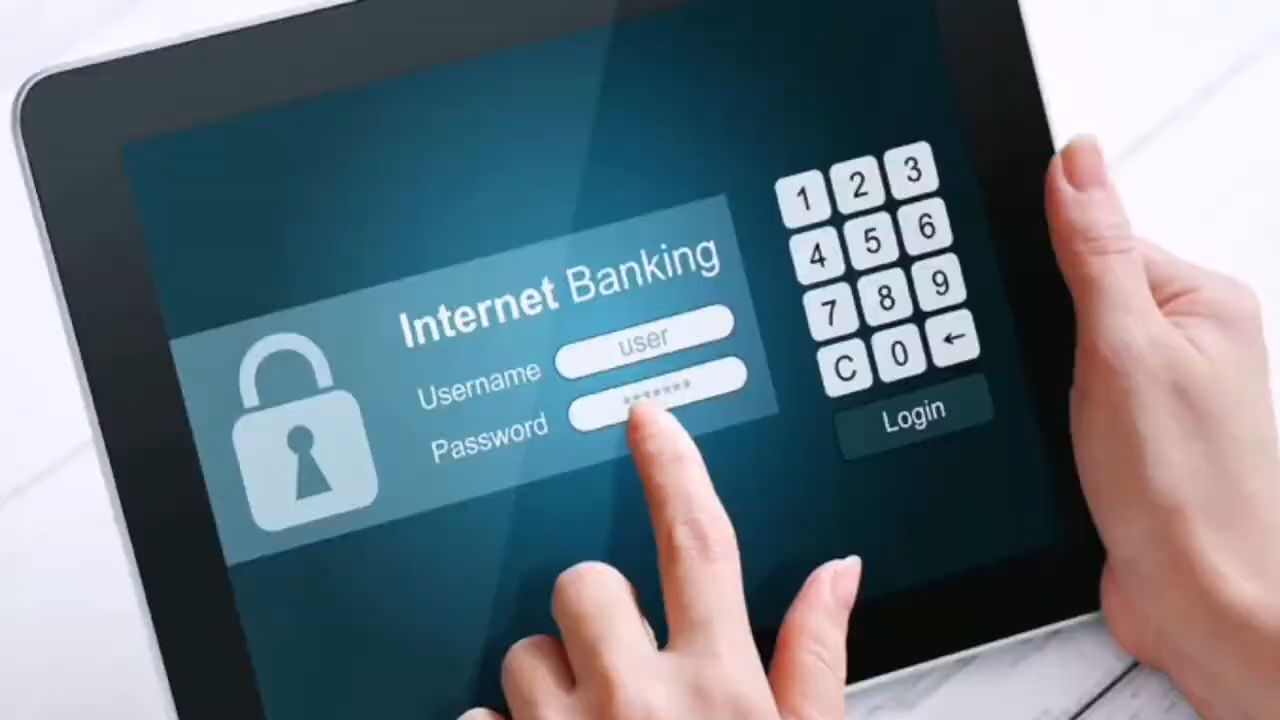 Internet Banking
Username user
Password *******
1 2 3
4 5 6
7 8 9
C 0 ←
Login